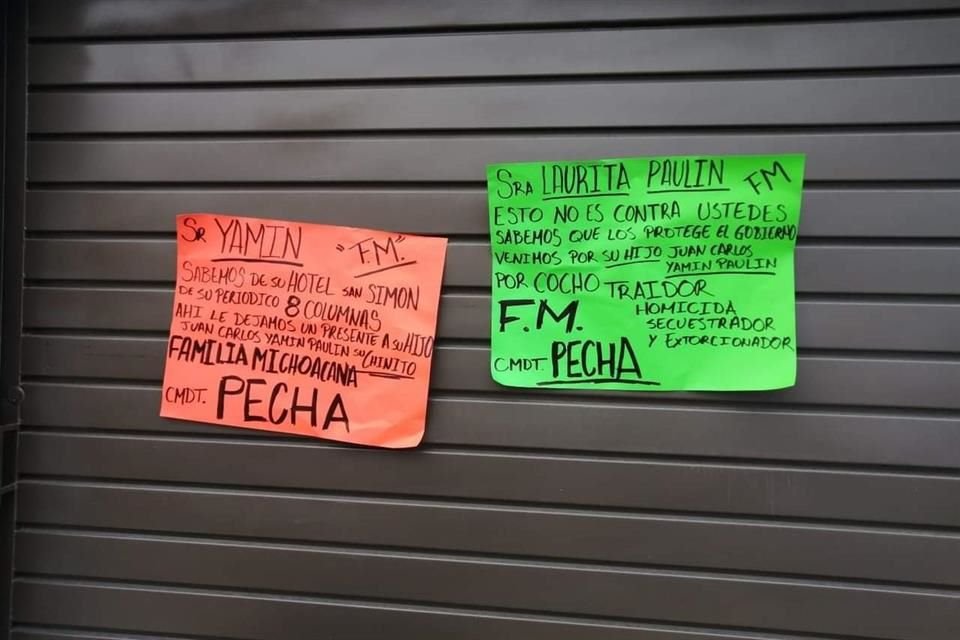 SR YAMIN "F.M."
SABEMOS DE SU HOTEL SAN SIMON
DE SU PERIODICO 8 COLUMNAS
AHI LE DEJAMOS UN PRESENTE A SU HIJO
JUAN CARLOS YAMIN PAULIN SU CHINITO
FAMILIA MICHOACANA
CMDT. PECHA
SRA LAURITA PAULIN FM
ESTO NO ES CONTRA USTEDES
SABEMOS QUE LOS PROTEGE EL GOBIERNO
VENIMOS POR SU HIJO JUAN CARLOS
YAMIN PAULIN
POR COCHO TRAIDOR
HOMICIDA
F.M.
SECUESTRADOR
Y EXTORCIONADOR
CMDT. PECHA